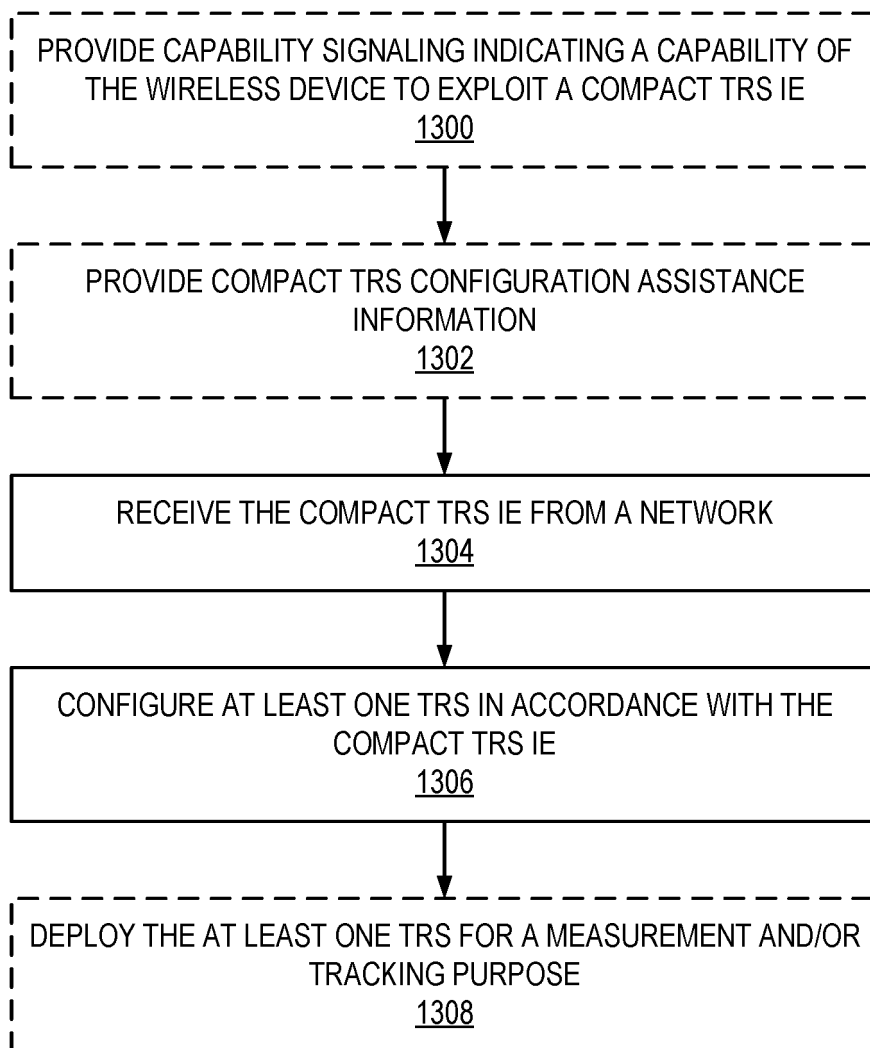 PROVIDE CAPABILITY SIGNALING INDICATING A CAPABILITY OF
THE WIRELESS DEVICE TO EXPLOIT A COMPACT TRS IE
1300
PROVIDE COMPACT TRS CONFIGURATION ASSISTANCE
INFORMATION
1302
RECEIVE THE COMPACT TRS IE FROM A NETWORK
1304
CONFIGURE AT LEAST ONE TRS IN ACCORDANCE WITH THE
COMPACT TRS IE
1306
DEPLOY THE AT LEAST ONE TRS FOR A MEASUREMENT AND/OR
TRACKING PURPOSE
1308